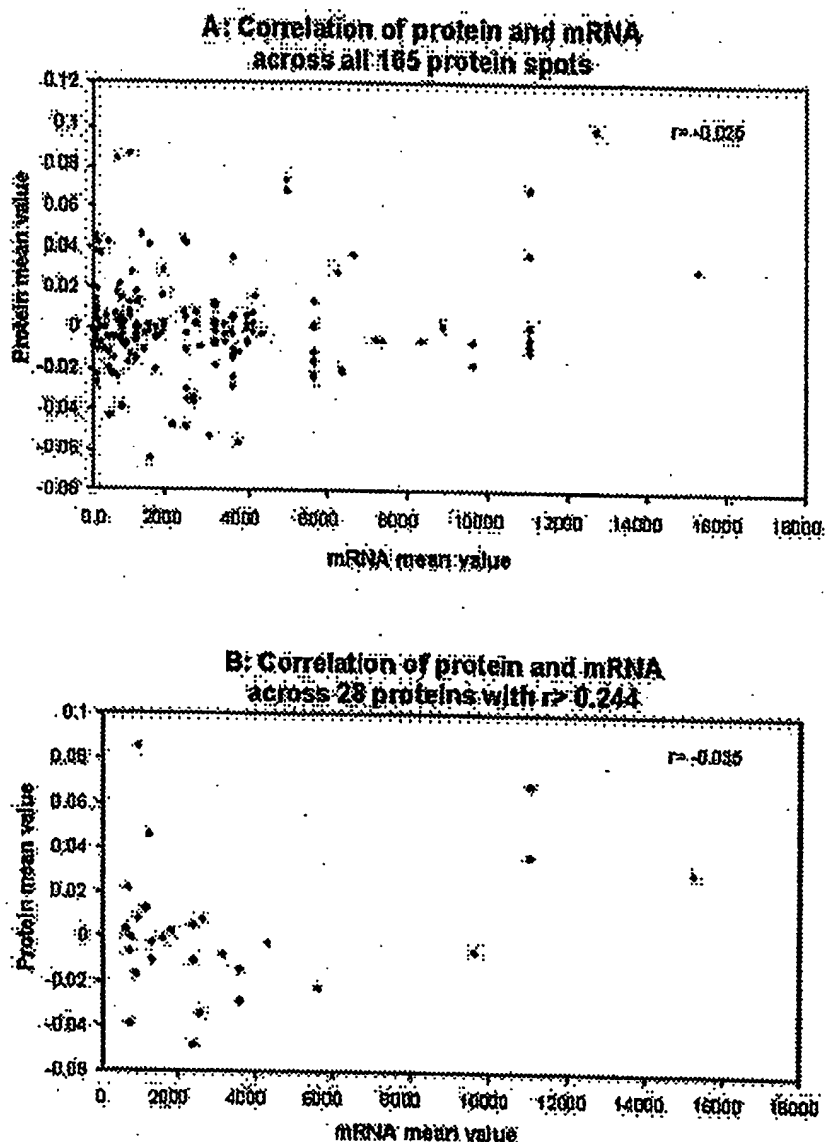 A: Correlation of protein and mRNA
across all 165 protein spots
0.12
0.1
0.08
0.06
0.04
0.02
0
-0.02
-0.04
-0.06
-0.08
Protein mean value
r=-0.025
0 2000 4000 6000 8000 10000 12000 14000 16000 18000
mRNA mean value
B: Correlation of protein and mRNA
across 28 proteins with r> 0.244
0.1
0.08
0.06
0.04
0.02
0
-0.02
-0.04
-0.06
Protein mean value
r=-0.035
0 2000 4000 6000 8000 10000 12000 14000 16000 18000
mRNA mean value